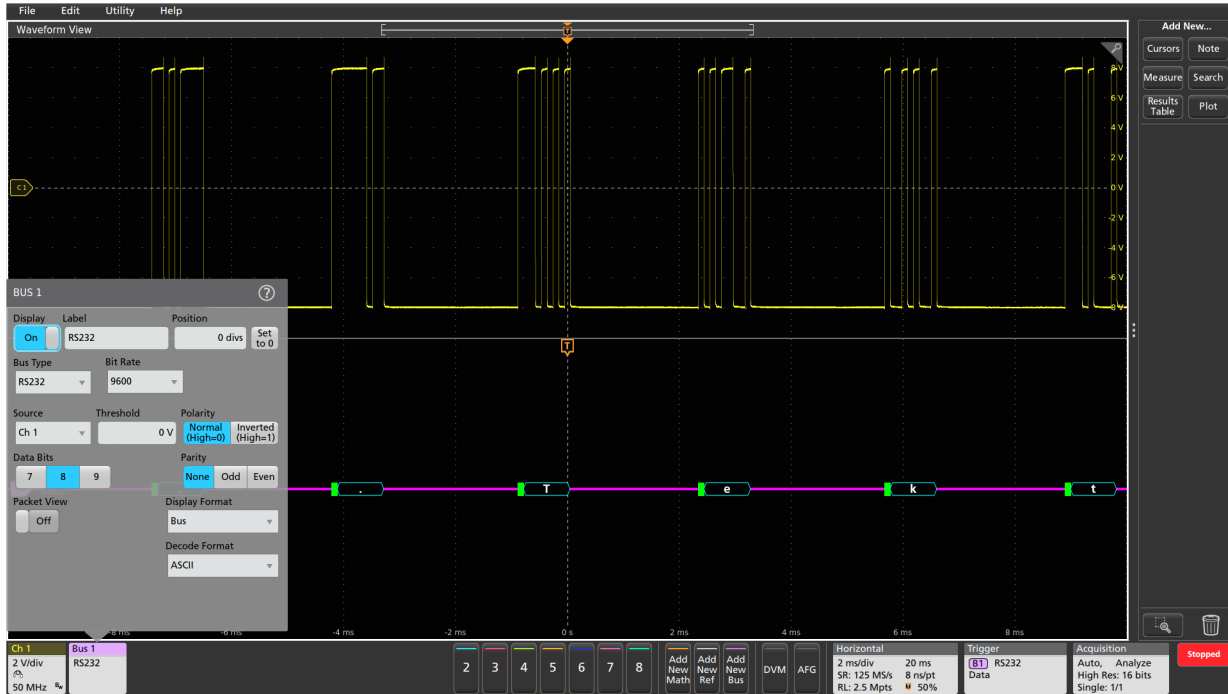 File Edit Utility Help
Waveform View
Add New...
Cursors Note
Measure Search
Results Table Plot
T
8 V
6 V
4 V
2 V
0 V
-2 V
-4 V
-6 V
-8 V
C1
BUS 1 ?
Display Label Position
On RS232 0 divs Set to 0
Bus Type Bit Rate
RS232 9600
Source Threshold Polarity
Ch 1 0 V Normal (High=0) Inverted (High=1)
Data Bits Parity
7 8 9 None Odd Even
Packet View Display Format
Off Bus
Decode Format
ASCII
T
. T e k t
-8 ms -6 ms -4 ms -2 ms 0 s 2 ms 4 ms 6 ms 8 ms
Ch 1
2 V/div
50 MHz Bw
Bus 1
RS232
2 3 4 5 6 7 8
Add New Math
Add New Ref
Add New Bus
DVM AFG
Horizontal
2 ms/div 20 ms
SR: 125 MS/s 8 ns/pt
RL: 2.5 Mpts 50%
Trigger
B1 RS232
Data
Acquisition
Auto, Analyze
High Res: 16 bits
Single: 1/1
Stopped